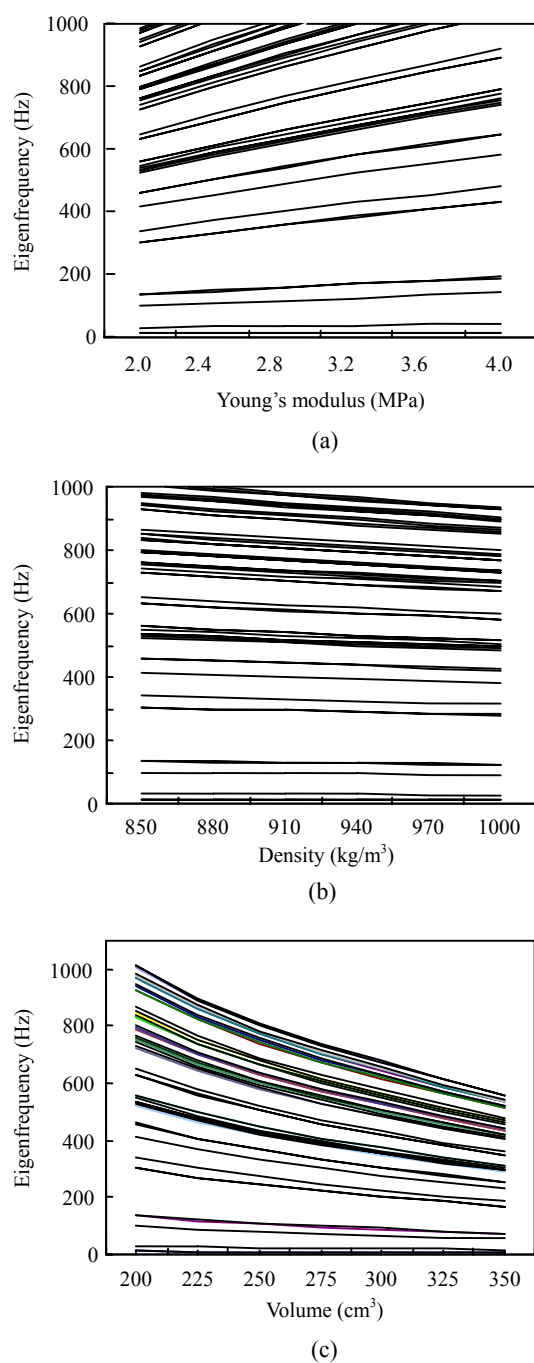 1000
800
600
400
200
0
Eigenfrequency (Hz)
2.0 2.4 2.8 3.2 3.6 4.0
Young's modulus (MPa)
(a)
1000
800
600
400
200
0
Eigenfrequency (Hz)
850 880 910 940 970 1000
Density (kg/m³)
(b)
1000
800
600
400
200
0
Eigenfrequency (Hz)
200 225 250 275 300 325 350
Volume (cm³)
(c)